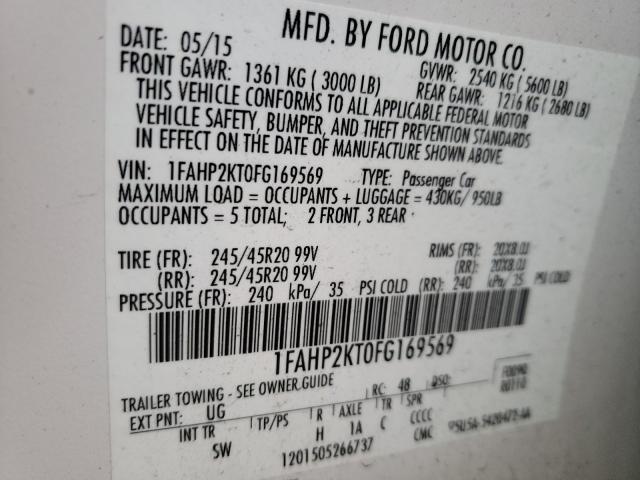 MFD. BY FORD MOTOR CO.
DATE: 05/15 GVWR: 2540 KG ( 5600 LB)
FRONT GAWR: 1361 KG ( 3000 LB) REAR GAWR: 1216 KG ( 2680 LB)
THIS VEHICLE CONFORMS TO ALL APPLICABLE FEDERAL MOTOR
VEHICLE SAFETY, BUMPER, AND THEFT PREVENTION STANDARDS
IN EFFECT ON THE DATE OF MANUFACTURE SHOWN ABOVE.
VIN: 1FAHP2KT0FG169569 TYPE: Passenger Car
MAXIMUM LOAD = OCCUPANTS + LUGGAGE = 430KG/ 950LB
OCCUPANTS = 5 TOTAL; 2 FRONT, 3 REAR
TIRE (FR): 245/45R20 99V RIMS (FR): 20X8.0J
(RR): 245/45R20 99V (RR): 20X8.0J
PRESSURE (FR): 240 kPa/ 35 PSI COLD (RR): 240 kPa/ 35 PSI COLD
1FAHP2KT0FG169569
TRAILER TOWING - SEE OWNER GUIDE
EXT PNT: UG RC: 48 DSO:
INT TR TP/PS R AXLE TR SPR
SW H 1A C CCCC
CMC
1201505266737